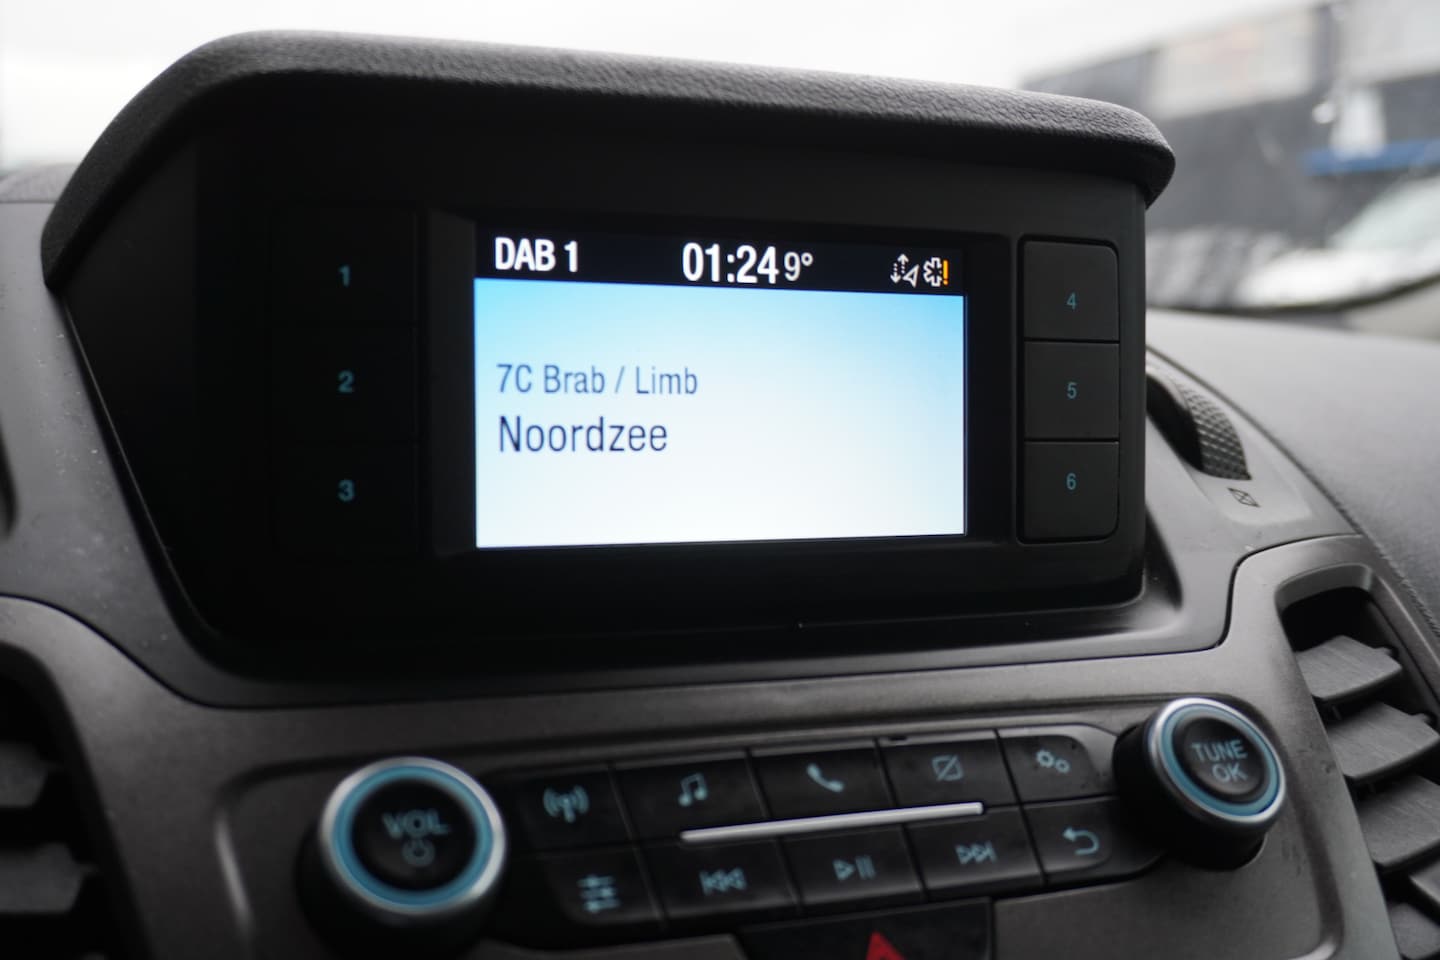 DAB 1 01:24 9°
7C Brab / Limb
Noordzee
1
2
3
4
5
6
VOL
TUNE
OK